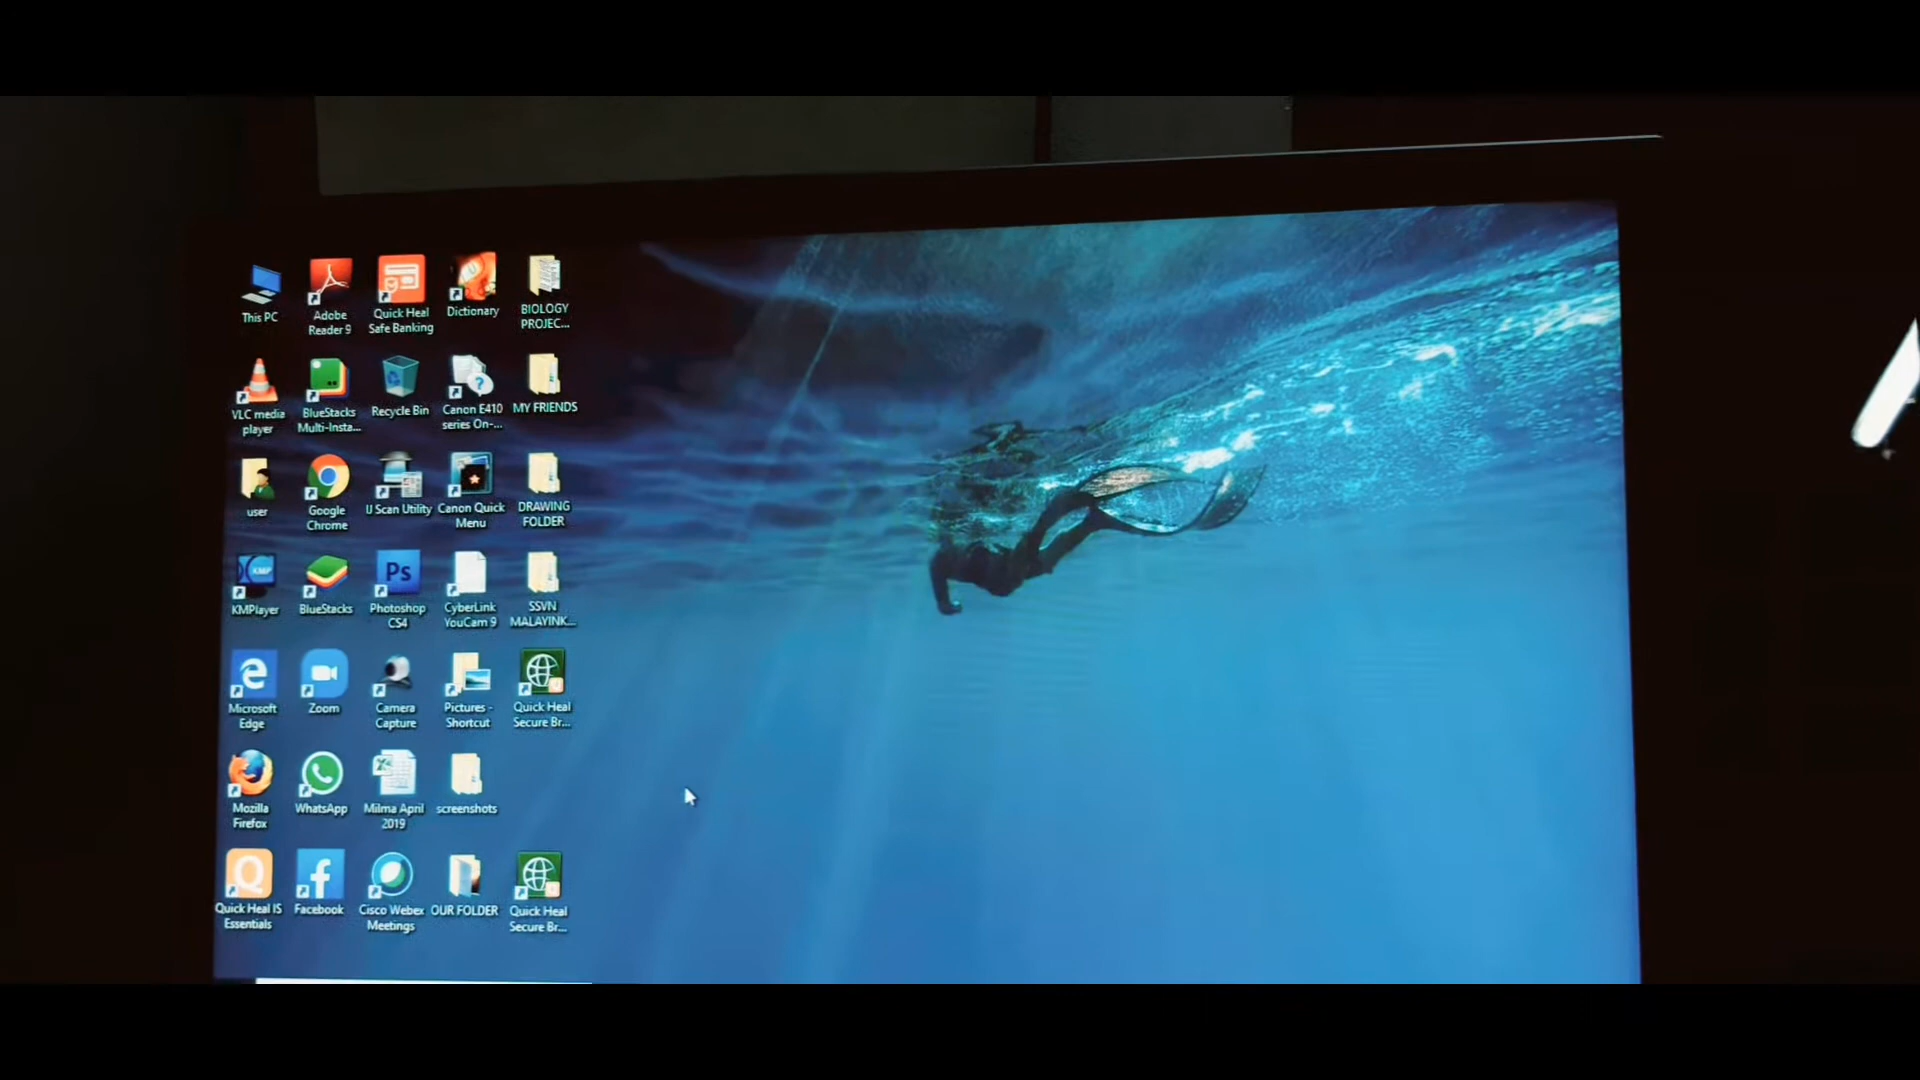 This PC
Adobe
Reader 9
Quick Heal
Safe Banking
Dictionary
BIOLOGY
PROJEC...
VLC media
player
BlueStacks
Multi-Insta...
Recycle Bin
Canon E410
series On-...
MY FRIENDS
user
Google
Chrome
IJ Scan Utility
Canon Quick
Menu
DRAWING
FOLDER
KMP
KMPlayer
BlueStacks
Ps
Photoshop
CS4
CyberLink
YouCam 9
SSVN
MALAYINK...
Microsoft
Edge
Zoom
Camera
Capture
Pictures -
Shortcut
Quick Heal
Secure Br...
Mozilla
Firefox
WhatsApp
Milma April
2019
screenshots
Quick Heal IS
Essentials
Facebook
Cisco Webex
Meetings
OUR FOLDER
Quick Heal
Secure Br...